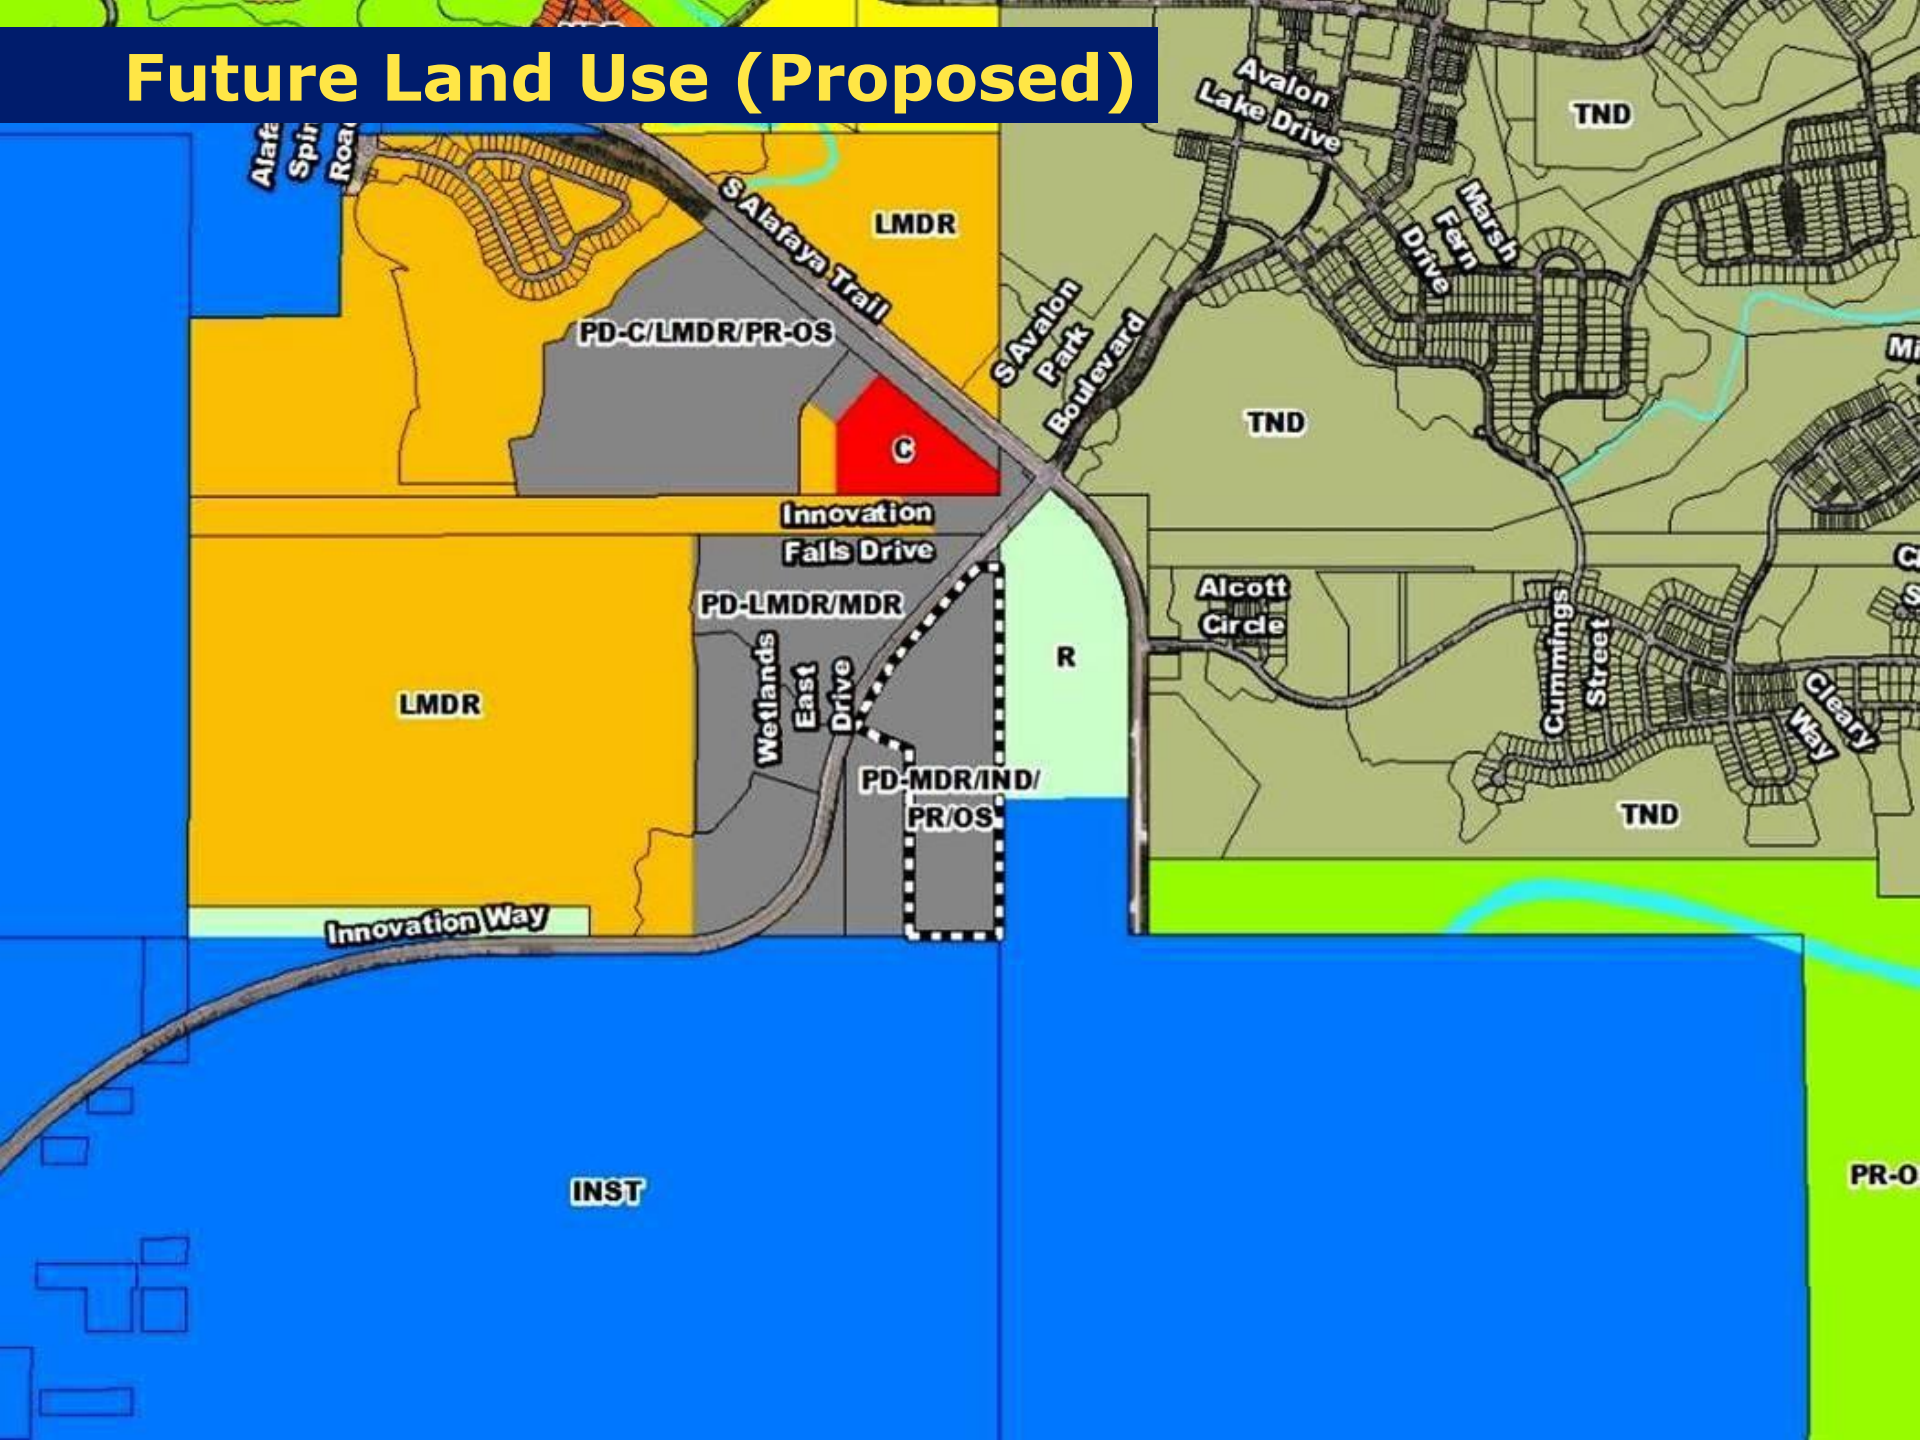 Future Land Use (Proposed)
Road
Avalon
Lake Drive
TND
S Alafaya Trail
LMDR
Marsh
Fern
Drive
PD-C/LMDR/PR-OS
S Avalon
Park
Boulevard
C
TND
Innovation
Falls Drive
PD-LMDR/MDR
Alcott
Circle
R
Wetlands
East
Drive
LMDR
Cummings
Street
Cleary
Way
PD-MDR/IND/
PR/OS
TND
Innovation Way
INST
PR-O